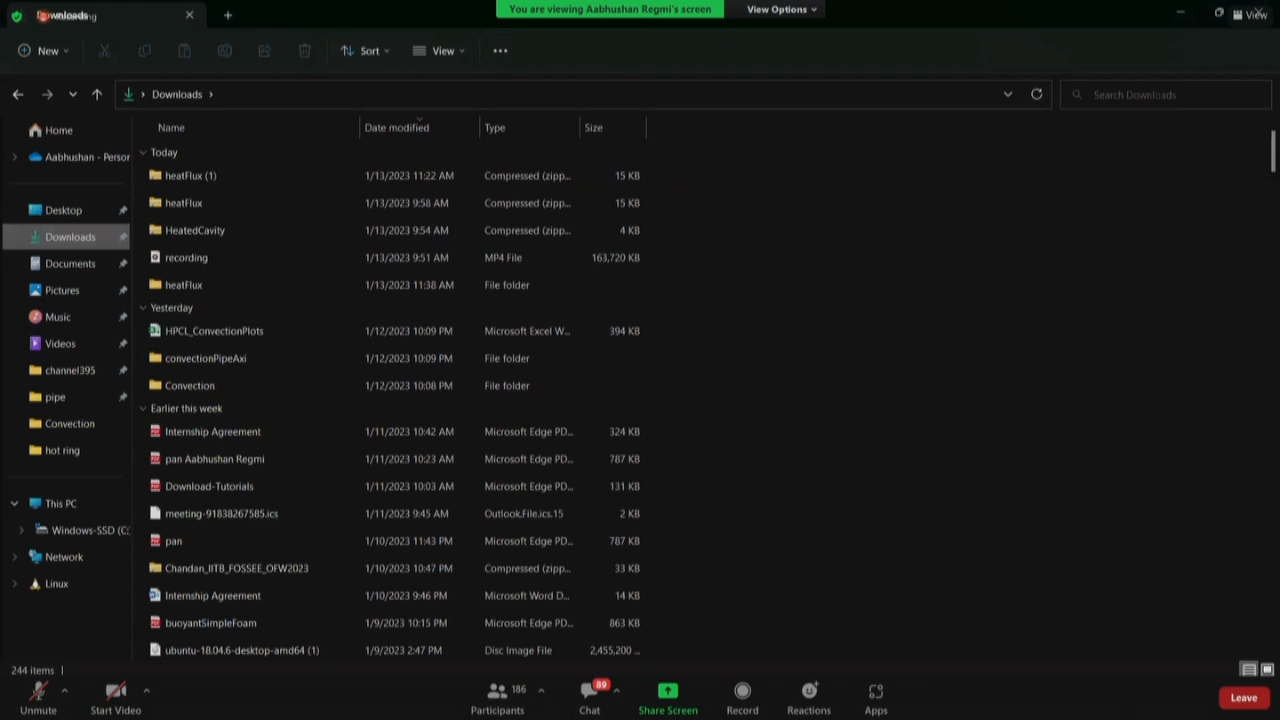 Downloads
You are viewing Aabhushan Regmi's screen
View Options
View
New
Sort
View
Downloads
Search Downloads
Name
Date modified
Type
Size
Home
Aabhushan - Person
Desktop
Downloads
Documents
Pictures
Music
Videos
channel395
pipe
Convection
hot ring
This PC
Windows-SSD (C:
Network
Linux
Today
heatFlux (1) 1/13/2023 11:22 AM Compressed (zipp... 15 KB
heatFlux 1/13/2023 9:58 AM Compressed (zipp... 15 KB
HeatedCavity 1/13/2023 9:54 AM Compressed (zipp... 4 KB
recording 1/13/2023 9:51 AM MP4 File 163,720 KB
heatFlux 1/13/2023 11:38 AM File folder
Yesterday
HPCL_ConvectionPlots 1/12/2023 10:09 PM Microsoft Excel W... 394 KB
convectionPipeAxi 1/12/2023 10:09 PM File folder
Convection 1/12/2023 10:08 PM File folder
Earlier this week
Internship Agreement 1/11/2023 10:42 AM Microsoft Edge PD... 324 KB
pan Aabhushan Regmi 1/11/2023 10:23 AM Microsoft Edge PD... 787 KB
Download-Tutorials 1/11/2023 10:03 AM Microsoft Edge PD... 131 KB
meeting-91838267585.ics 1/11/2023 9:45 AM Outlook.File.ics.15 2 KB
pan 1/10/2023 11:43 PM Microsoft Edge PD... 787 KB
Chandan_IITB_FOSSEE_OFW2023 1/10/2023 10:47 PM Compressed (zipp... 33 KB
Internship Agreement 1/10/2023 9:46 PM Microsoft Word D... 14 KB
buoyantSimpleFoam 1/9/2023 10:15 PM Microsoft Edge PD... 863 KB
ubuntu-18.04.6-desktop-amd64 (1) 1/9/2023 2:47 PM Disc Image File 2,455,200 ...
244 items
Unmute
Start Video
186
Participants
89
Chat
Share Screen
Record
Reactions
Apps
Leave